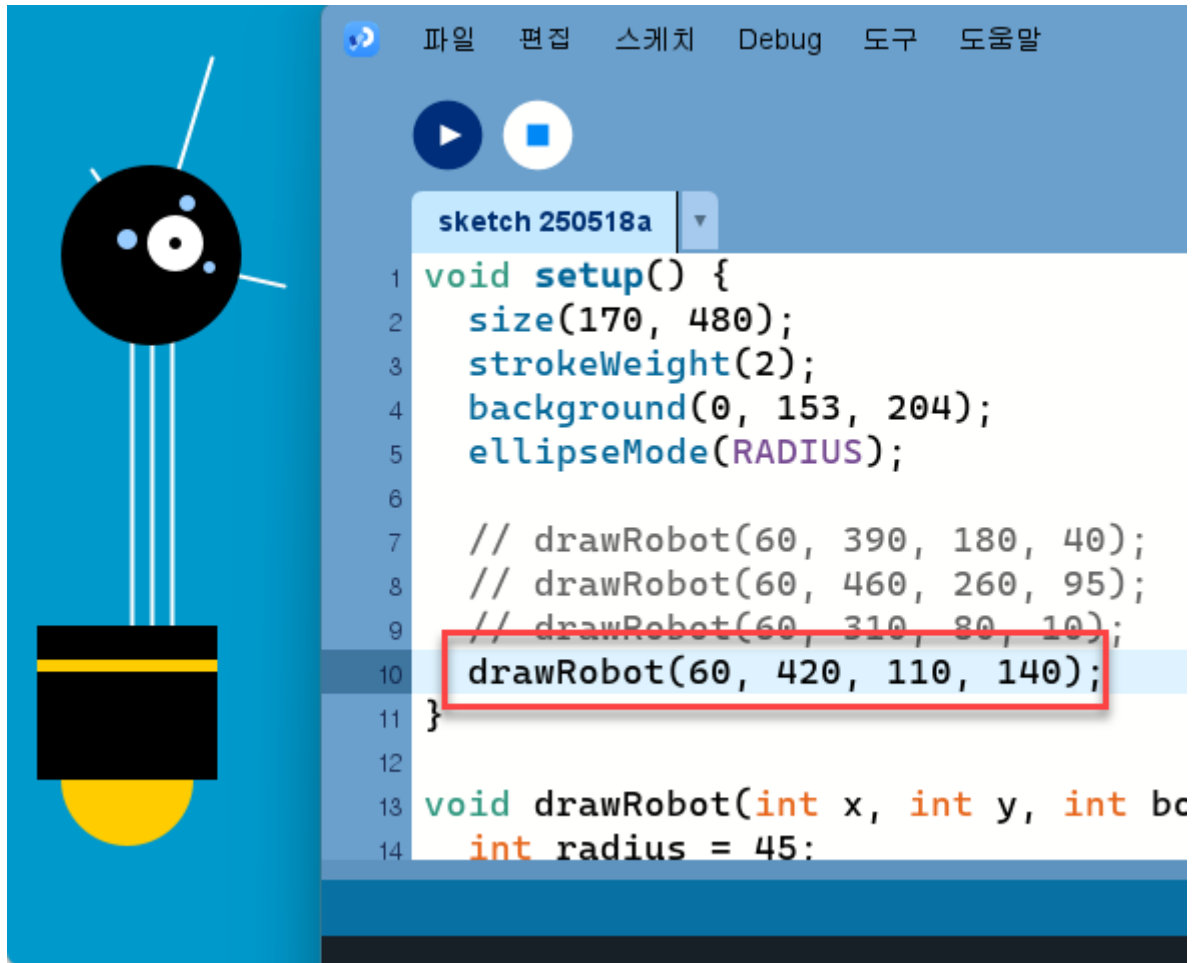 파일 편집 스케치 Debug 도구 도움말
sketch 250518a
1 void setup() {
2 size(170, 480);
3 strokeWeight(2);
4 background(0, 153, 204);
5 ellipseMode(RADIUS);
6
7 // drawRobot(60, 390, 180, 40);
8 // drawRobot(60, 460, 260, 95);
9 // drawRobot(60, 310, 80, 10);
10 drawRobot(60, 420, 110, 140);
11 }
12
13 void drawRobot(int x, int y, int bo
14 int radius = 45;